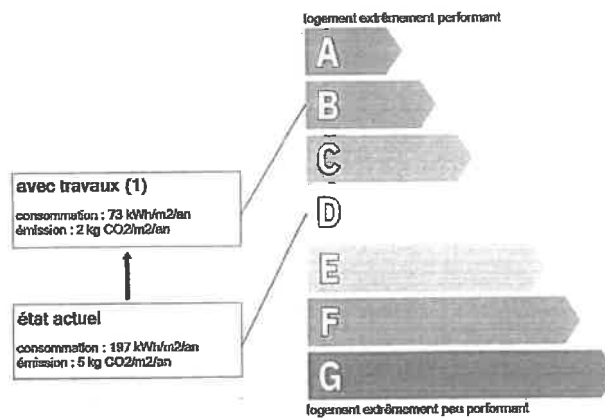 logement extrêmement performant
A
B
C
D
E
F
G
logement extrêmement peu performant
avec travaux (1)
consommation : 73 kWh/m2/an
émission : 2 kg CO2/m2/an
état actuel
consommation : 197 kWh/m2/an
émission : 5 kg CO2/m2/an